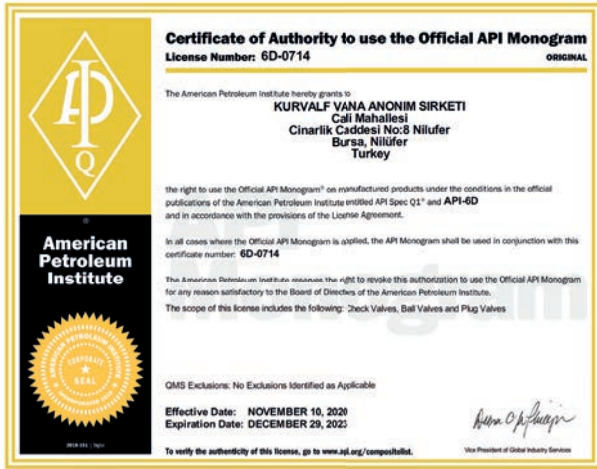 Certificate of Authority to use the Official API Monogram
License Number: 6D-0714
ORIGINAL
The American Petroleum Institute hereby grants to
KURVALF VANA ANONIM SIRKETI
Cali Mahallesi
Cinarlik Caddesi No:8 Nilufer
Bursa, Nilüfer
Turkey
the right to use the Official API Monogram® on manufactured products under the conditions in the official
publications of the American Petroleum Institute entitled API Spec Q1® and API-6D
and in accordance with the provisions of the License Agreement.
In all cases where the Official API Monogram is applied, the API Monogram shall be used in conjunction with this
certificate number: 6D-0714
The American Petroleum Institute reserves the right to revoke this authorization to use the Official API Monogram
for any reason satisfactory to the Board of Directors of the American Petroleum Institute.
The scope of this license includes the following: Check Valves, Ball Valves and Plug Valves
QMS Exclusions: No Exclusions Identified as Applicable
Effective Date: NOVEMBER 10, 2020
Expiration Date: DECEMBER 29, 2023
To verify the authenticity of this license, go to www.api.org/compositelist.
Vice President of Global Industry Services
API
Q
American
Petroleum
Institute
AMERICAN PETROLEUM INSTITUTE
CORPORATE
SEAL
API
Monogram